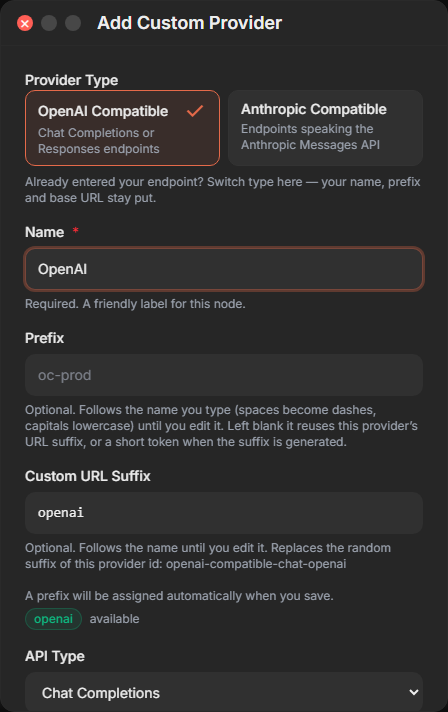 Add Custom Provider
Provider Type
OpenAI Compatible
Chat Completions or
Responses endpoints
Anthropic Compatible
Endpoints speaking the
Anthropic Messages API
Already entered your endpoint? Switch type here — your name, prefix
and base URL stay put.
Name *
OpenAI
Required. A friendly label for this node.
Prefix
oc-prod
Optional. Follows the name you type (spaces become dashes,
capitals lowercase) until you edit it. Left blank it reuses this provider's
URL suffix, or a short token when the suffix is generated.
Custom URL Suffix
openai
Optional. Follows the name until you edit it. Replaces the random
suffix of this provider id: openai-compatible-chat-openai
A prefix will be assigned automatically when you save.
openai available
API Type
Chat Completions